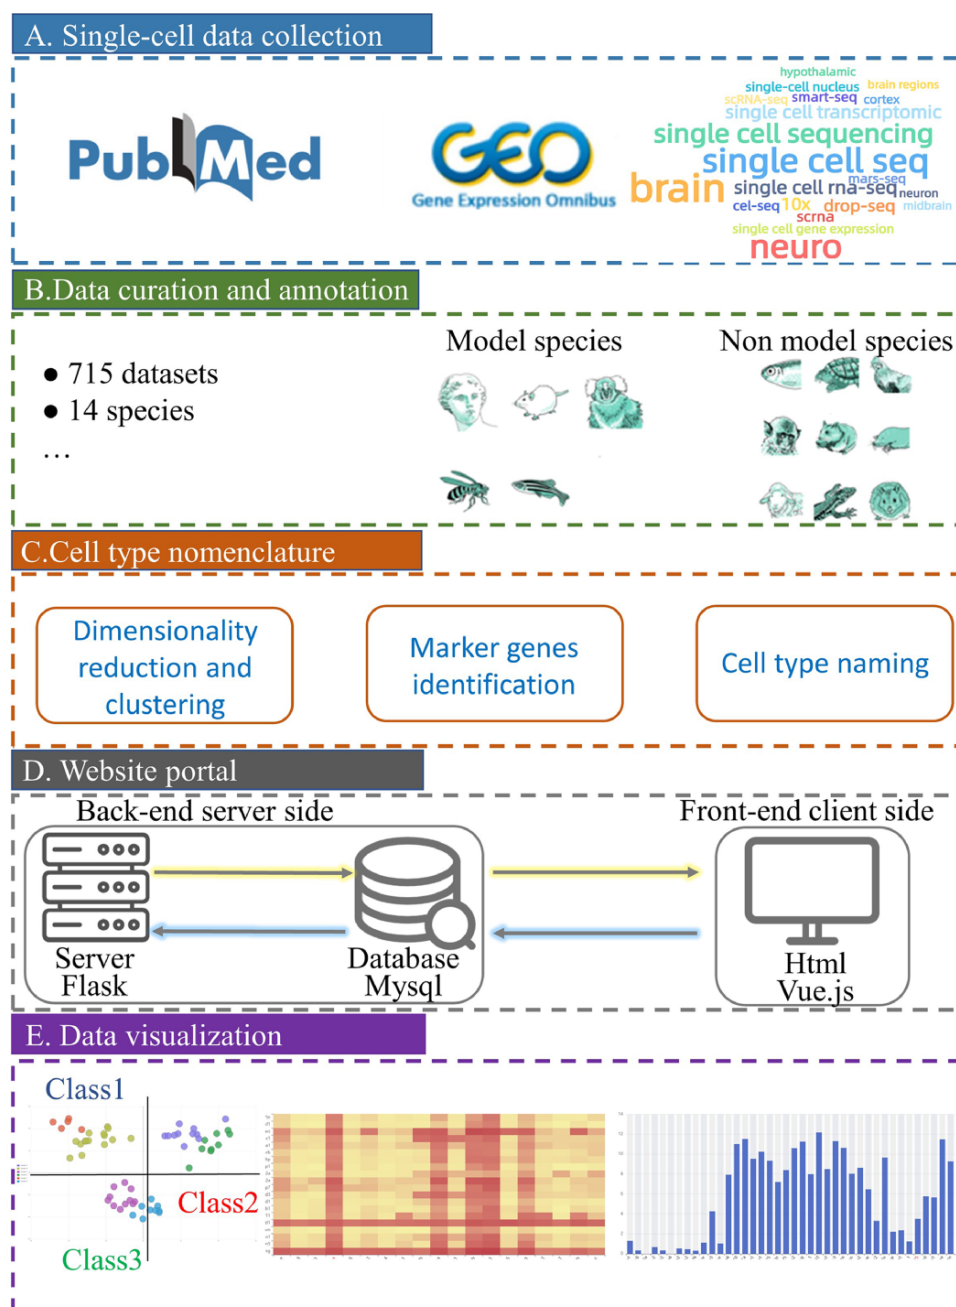 A. Single-cell data collection
PubMed
GEO
Gene Expression Omnibus
hypothalamic
single-cell nucleus brain regions
scRNA-seq smart-seq cortex
single cell transcriptomic
single cell sequencing
single cell seq
mars-seq
brain single cell rna-seq neuron
cel-seq 10x drop-seq midbrain
scrna
single cell gene expression
neuro
B.Data curation and annotation
● 715 datasets
● 14 species
...
Model species
Non model species
C.Cell type nomenclature
Dimensionality
reduction and
clustering
Marker genes
identification
Cell type naming
D. Website portal
Back-end server side
Front-end client side
Server
Flask
Database
Mysql
Html
Vue.js
E. Data visualization
Class1
Class2
Class3